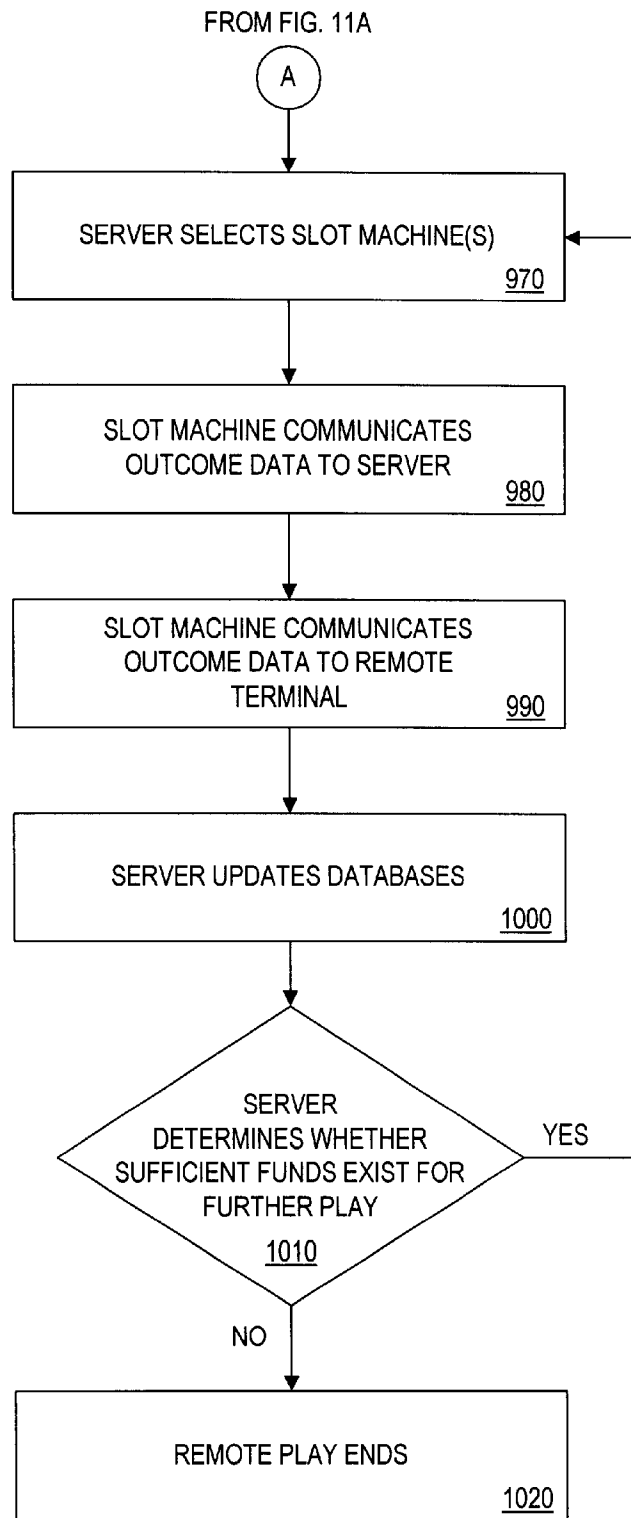 FROM FIG. 11A
A
SERVER SELECTS SLOT MACHINE(S)
970
SLOT MACHINE COMMUNICATES
OUTCOME DATA TO SERVER
980
SLOT MACHINE COMMUNICATES
OUTCOME DATA TO REMOTE
TERMINAL
990
SERVER UPDATES DATABASES
1000
SERVER
DETERMINES WHETHER
SUFFICIENT FUNDS EXIST FOR
FURTHER PLAY
1010
YES
NO
REMOTE PLAY ENDS
1020